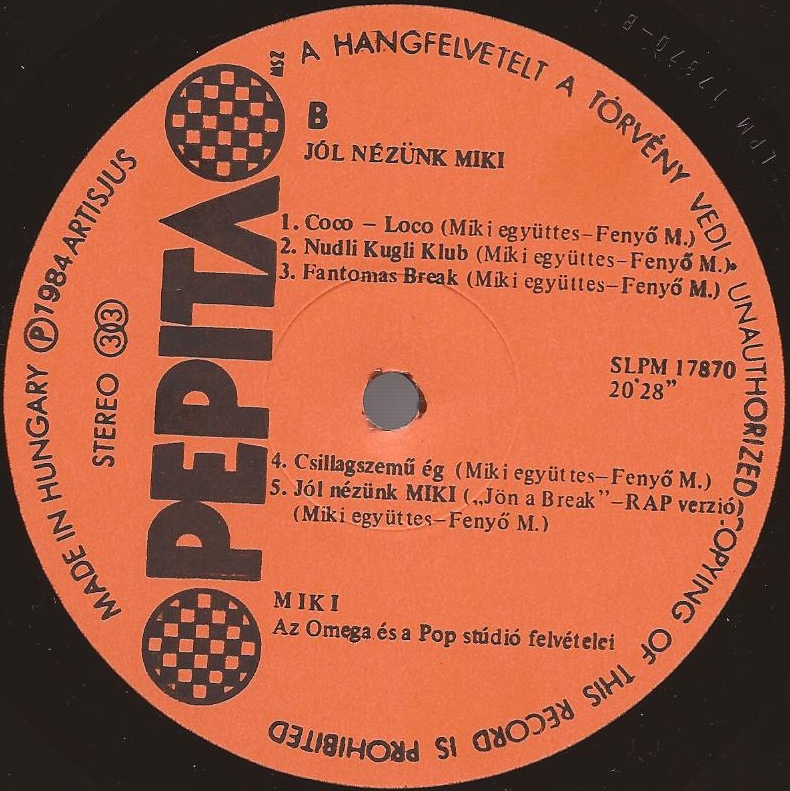 A HANGFELVETELT A TÖRVÉNY VEDI • UNAUTHORIZED COPYING OF THIS RECORD IS PROHIBITED
MSZ
B
JÓL NÉZÜNK MIKI
1. Coco – Loco (Miki együttes–Fenyő M.)
2. Nudli Kugli Klub (Miki együttes–Fenyő M.)
3. Fantomas Break (Miki együttes–Fenyő M.)
SLPM 17870
20'28"
4. Csillagszemű ég (Miki együttes–Fenyő M.)
5. Jól nézünk MIKI („Jön a Break”–RAP verzió)
(Miki együttes–Fenyő M.)
MIKI
Az Omega és a Pop stúdió felvételei
PEPITA
STEREO 33
MADE IN HUNGARY Ⓟ 1984 ARTISJUS
LPM 17870-B